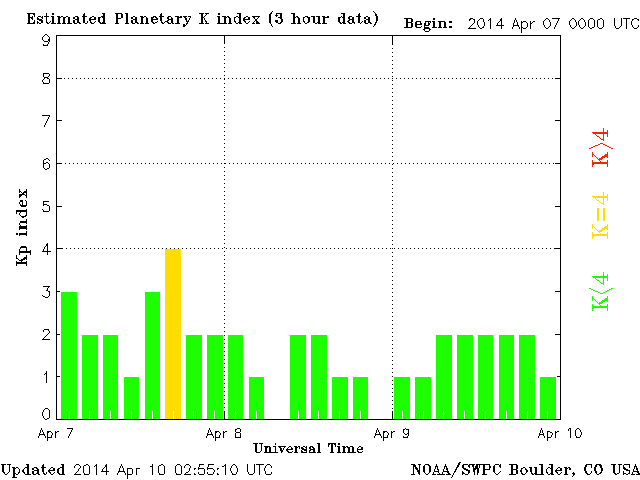 Estimated Planetary K index (3 hour data) Begin: 2014 Apr 07 0000 UTC
9
8
7
6
5
4
3
2
1
0
Kp index
K>4
K=4
K<4
Apr 7 Apr 8 Apr 9 Apr 10
Universal Time
Updated 2014 Apr 10 02:55:10 UTC NOAA/SWPC Boulder, CO USA